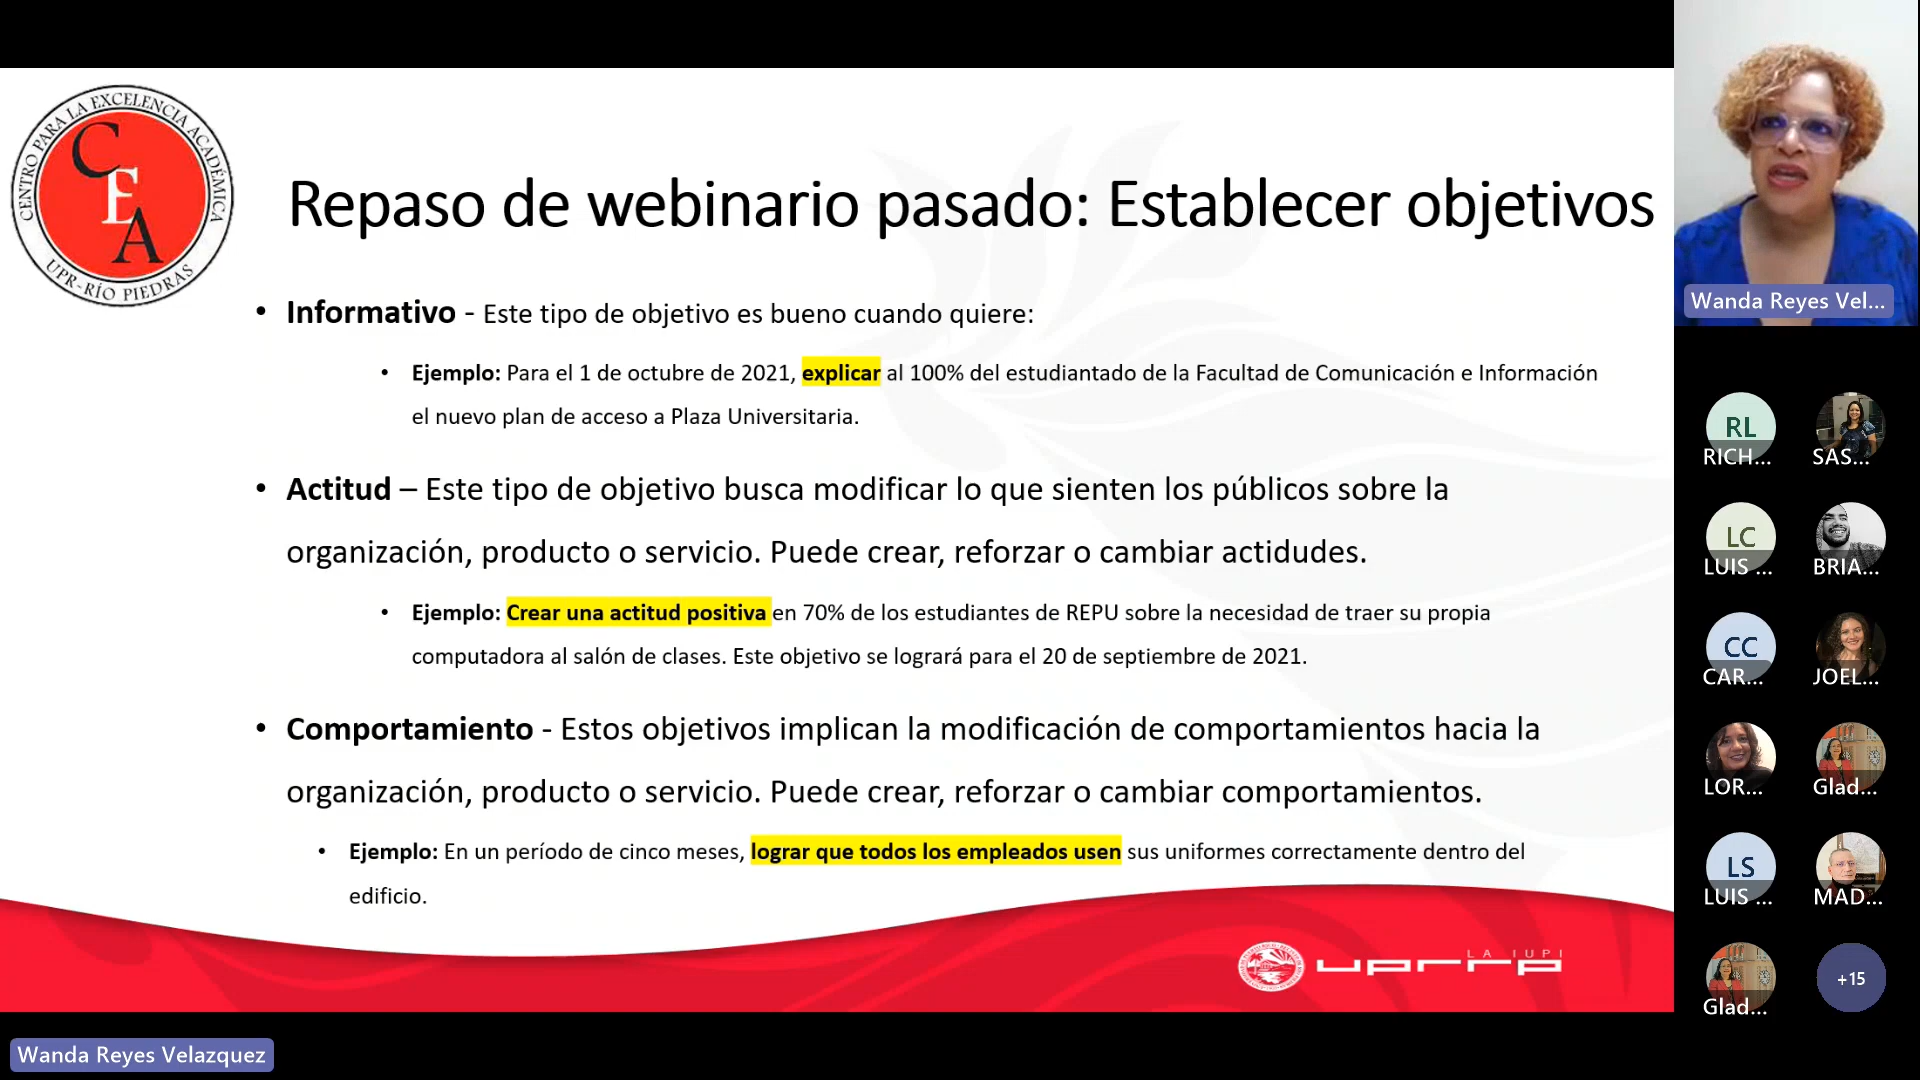 CENTRO PARA LA EXCELENCIA ACADÉMICA
CEA
UPR-RÍO PIEDRAS
Repaso de webinario pasado: Establecer objetivos
• Informativo - Este tipo de objetivo es bueno cuando quiere:
• Ejemplo: Para el 1 de octubre de 2021, explicar al 100% del estudiantado de la Facultad de Comunicación e Información
el nuevo plan de acceso a Plaza Universitaria.
• Actitud – Este tipo de objetivo busca modificar lo que sienten los públicos sobre la
organización, producto o servicio. Puede crear, reforzar o cambiar actidudes.
• Ejemplo: Crear una actitud positiva en 70% de los estudiantes de REPU sobre la necesidad de traer su propia
computadora al salón de clases. Este objetivo se logrará para el 20 de septiembre de 2021.
• Comportamiento - Estos objetivos implican la modificación de comportamientos hacia la
organización, producto o servicio. Puede crear, reforzar o cambiar comportamientos.
• Ejemplo: En un período de cinco meses, lograr que todos los empleados usen sus uniformes correctamente dentro del
edificio.
LA IUPI
uprrp
Wanda Reyes Velazquez
Wanda Reyes Vel...
RL
RICH...
SAS...
LC
LUIS ...
BRIA...
CC
CAR...
JOEL...
LOR...
Glad...
LS
LUIS ...
MAD...
Glad...
+15